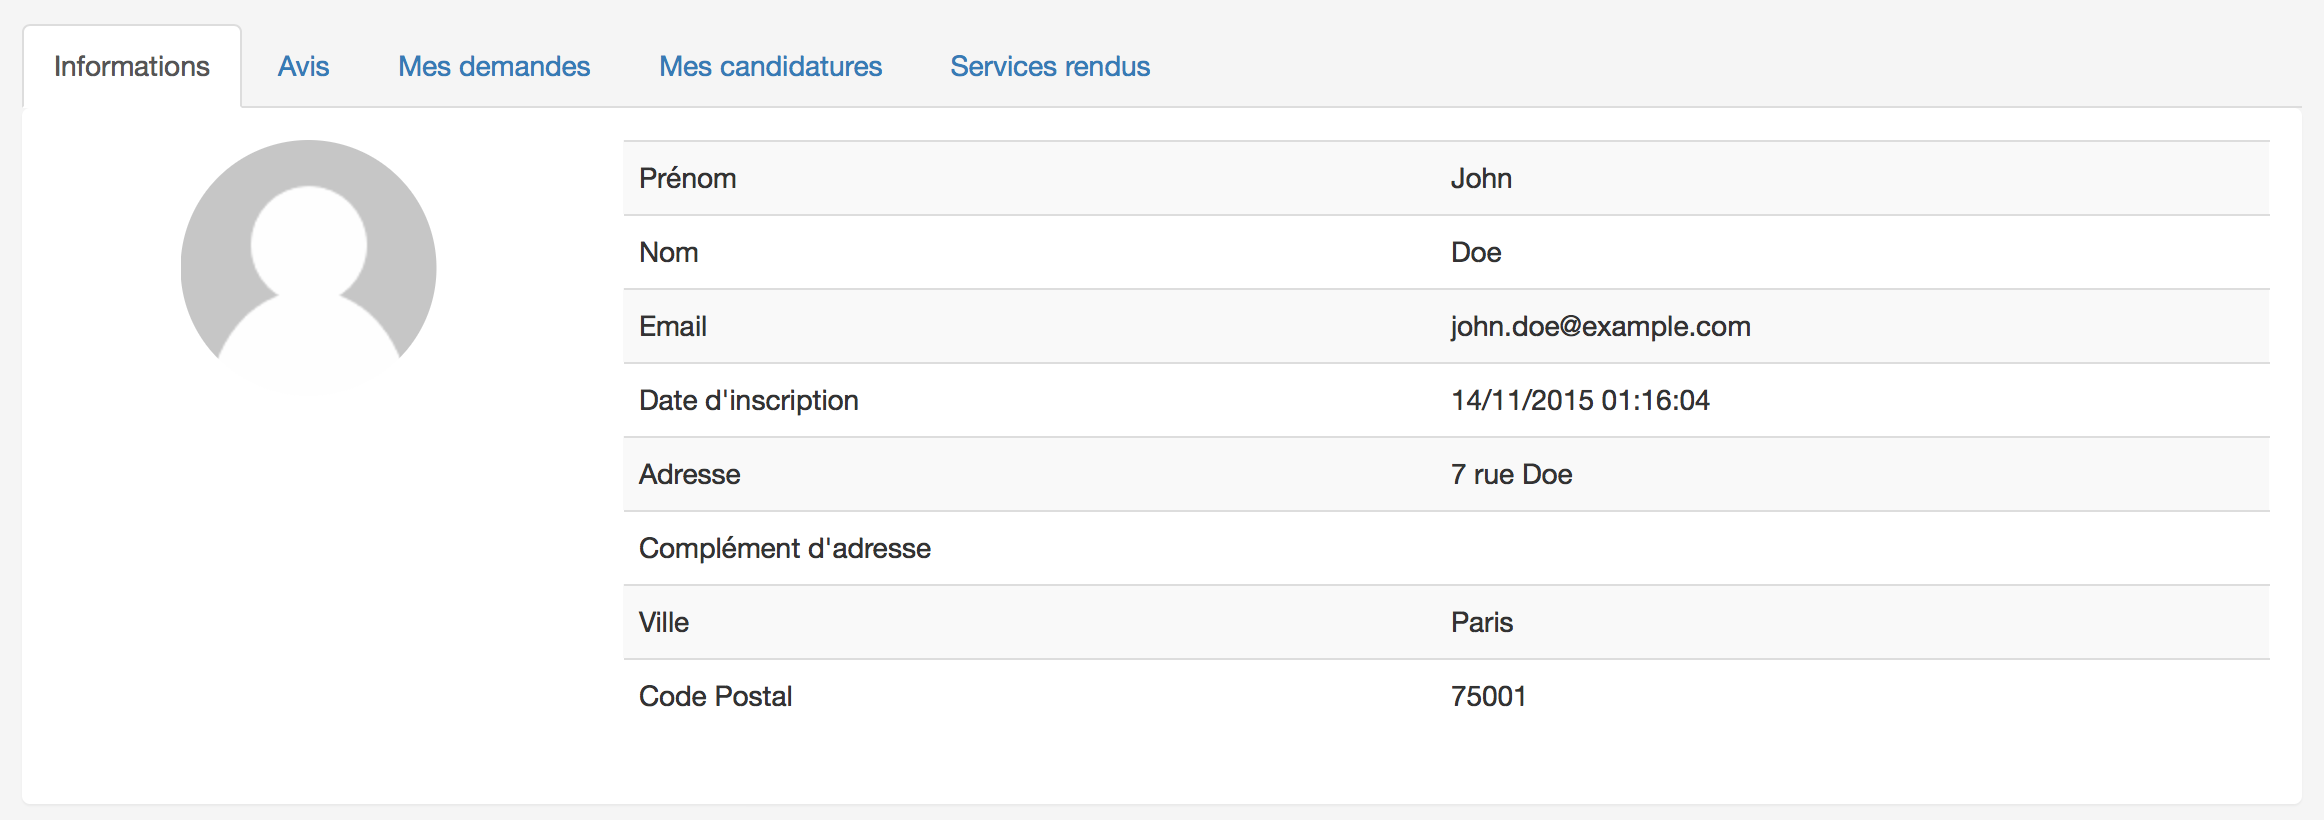 Informations Avis Mes demandes Mes candidatures Services rendus
Prénom John
Nom Doe
Email john.doe@example.com
Date d'inscription 14/11/2015 01:16:04
Adresse 7 rue Doe
Complément d'adresse
Ville Paris
Code Postal 75001